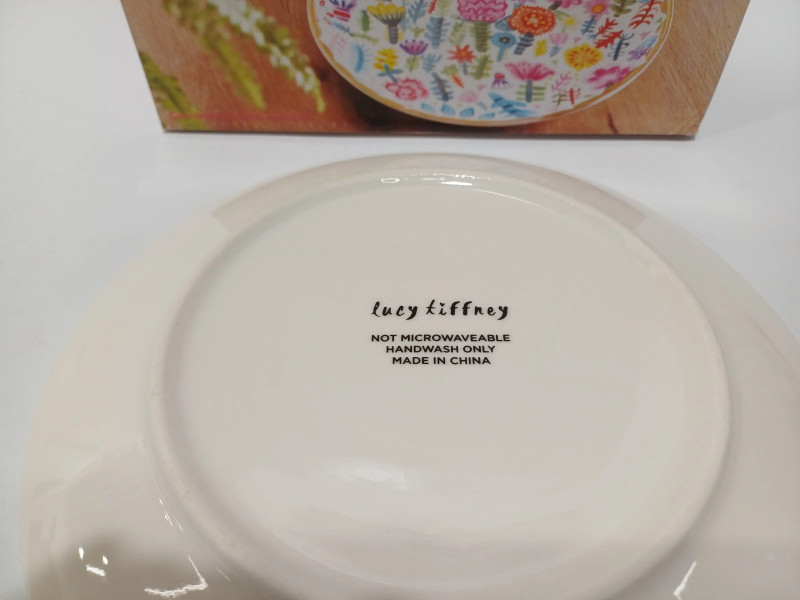 lucy tiffney
NOT MICROWAVEABLE
HANDWASH ONLY
MADE IN CHINA